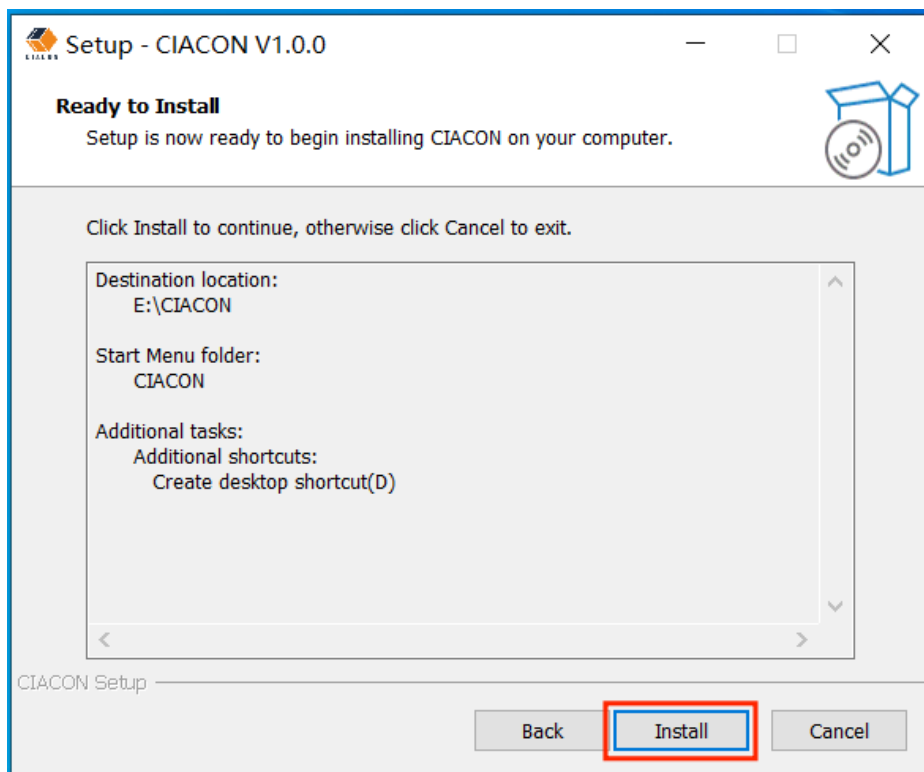 Setup - CIACON V1.0.0
Ready to Install
Setup is now ready to begin installing CIACON on your computer.
Click Install to continue, otherwise click Cancel to exit.
Destination location:
E:\CIACON
Start Menu folder:
CIACON
Additional tasks:
Additional shortcuts:
Create desktop shortcut(D)
CIACON Setup
Back
Install
Cancel